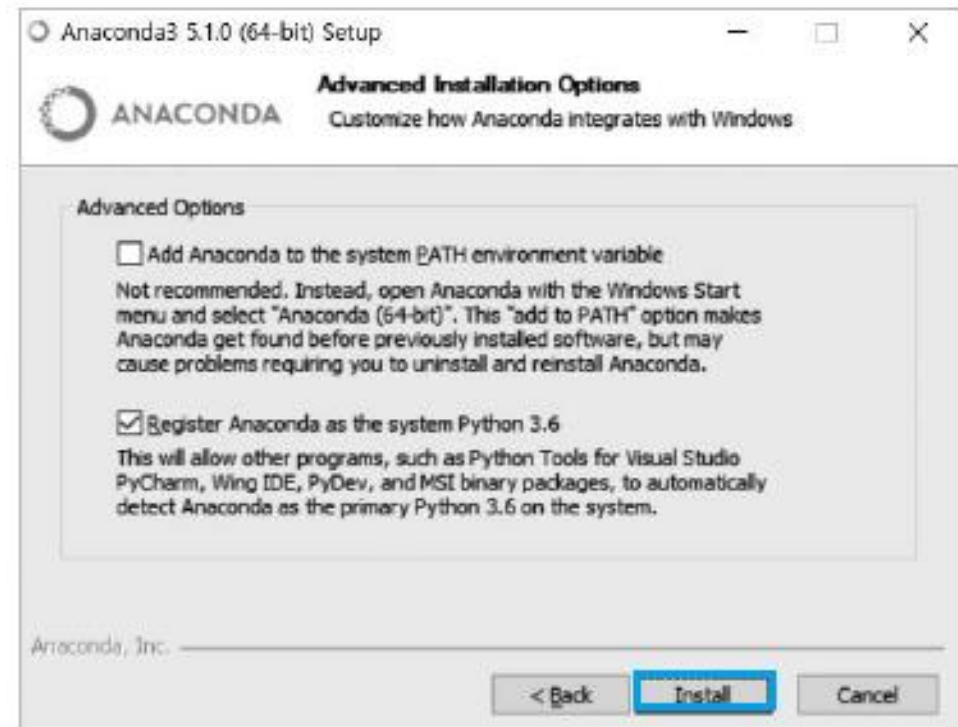 Anaconda3 5.1.0 (64-bit) Setup
ANACONDA
Advanced Installation Options
Customize how Anaconda integrates with Windows
Advanced Options
Add Anaconda to the system PATH environment variable
Not recommended. Instead, open Anaconda with the Windows Start
menu and select "Anaconda (64-bit)". This "add to PATH" option makes
Anaconda get found before previously installed software, but may
cause problems requiring you to uninstall and reinstall Anaconda.
Register Anaconda as the system Python 3.6
This will allow other programs, such as Python Tools for Visual Studio
PyCharm, Wing IDE, PyDev, and MSI binary packages, to automatically
detect Anaconda as the primary Python 3.6 on the system.
Anaconda, Inc.
< Back
Install
Cancel